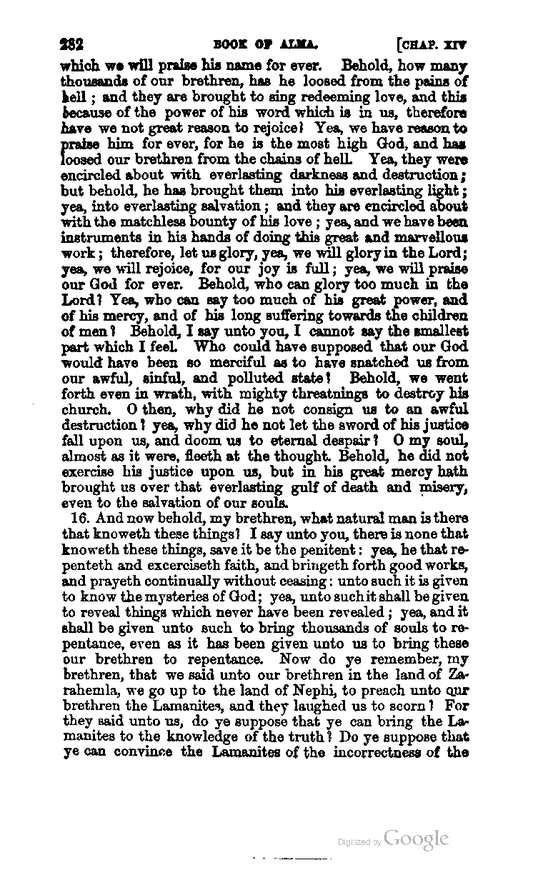 232 BOOK OF ALMA. [CHAP. XIV
which we will praise his name for ever. Behold, how many
thousands of our brethren, has he loosed from the pains of
hell ; and they are brought to sing redeeming love, and this
because of the power of his word which is in us, therefore
have we not great reason to rejoice? Yea, we have reason to
praise him for ever, for he is the most high God, and has
loosed our brethren from the chains of hell. Yea, they were
encircled about with everlasting darkness and destruction;
but behold, he has brought them into his everlasting light ;
yea, into everlasting salvation ; and they are encircled about
with the matchless bounty of his love ; yea, and we have been
instruments in his hands of doing this great and marvellous
work ; therefore, let us glory, yea, we will glory in the Lord;
yea, we will rejoice, for our joy is full ; yea, we will praise
our God for ever. Behold, who can glory too much in the
Lord? Yea, who can say too much of his great power, and
of his mercy, and of his long suffering towards the children
of men? Behold, I say unto you, I cannot say the smallest
part which I feel. Who could have supposed that our God
would have been so merciful as to have snatched us from
our awful, sinful, and polluted state? Behold, we went
forth even in wrath, with mighty threatnings to destroy his
church. O then, why did he not consign us to an awful
destruction? yea, why did he not let the sword of his justice
fall upon us, and doom us to eternal despair? O my soul,
almost as it were, fleeth at the thought. Behold, he did not
exercise his justice upon us, but in his great mercy hath
brought us over that everlasting gulf of death and misery,
even to the salvation of our souls.
16. And now behold, my brethren, what natural man is there
that knoweth these things? I say unto you, there is none that
knoweth these things, save it be the penitent : yea, he that re-
penteth and excerciseth faith, and bringeth forth good works,
and prayeth continually without ceasing : unto such it is given
to know the mysteries of God ; yea, unto such it shall be given
to reveal things which never have been revealed ; yea, and it
shall be given unto such to bring thousands of souls to re-
pentance, even as it has been given unto us to bring these
our brethren to repentance. Now do ye remember, my
brethren, that we said unto our brethren in the land of Za-
rahemla, we go up to the land of Nephi, to preach unto our
brethren the Lamanites, and they laughed us to scorn? For
they said unto us, do ye suppose that ye can bring the La-
manites to the knowledge of the truth? Do ye suppose that
ye can convince the Lamanites of the incorrectness of the
Digitized by Google